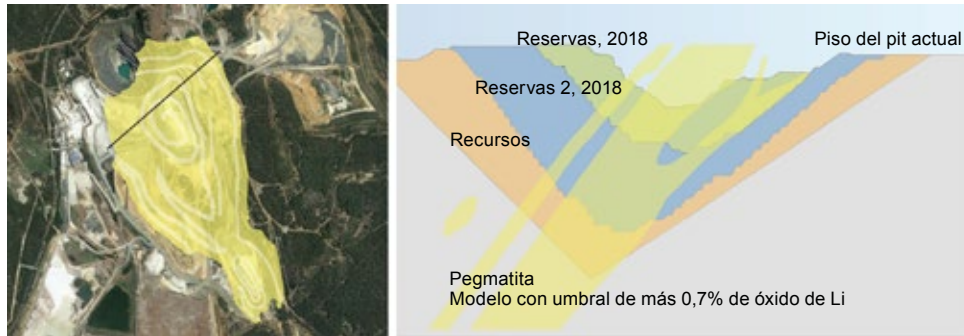 Reservas, 2018
Piso del pit actual
Reservas 2, 2018
Recursos
Pegmatita
Modelo con umbral de más 0,7% de óxido de Li